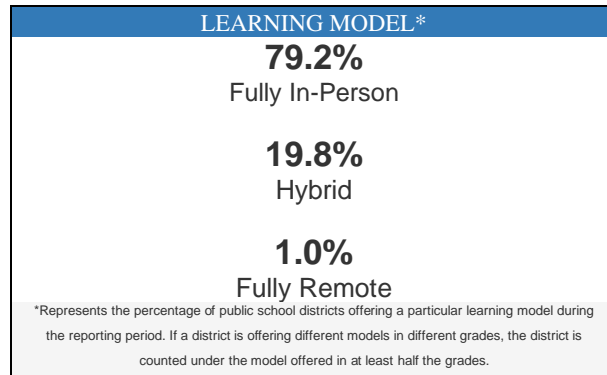 LEARNING MODEL*
79.2%
Fully In-Person
19.8%
Hybrid
1.0%
Fully Remote
*Represents the percentage of public school districts offering a particular learning model during
the reporting period. If a district is offering different models in different grades, the district is
counted under the model offered in at least half the grades.